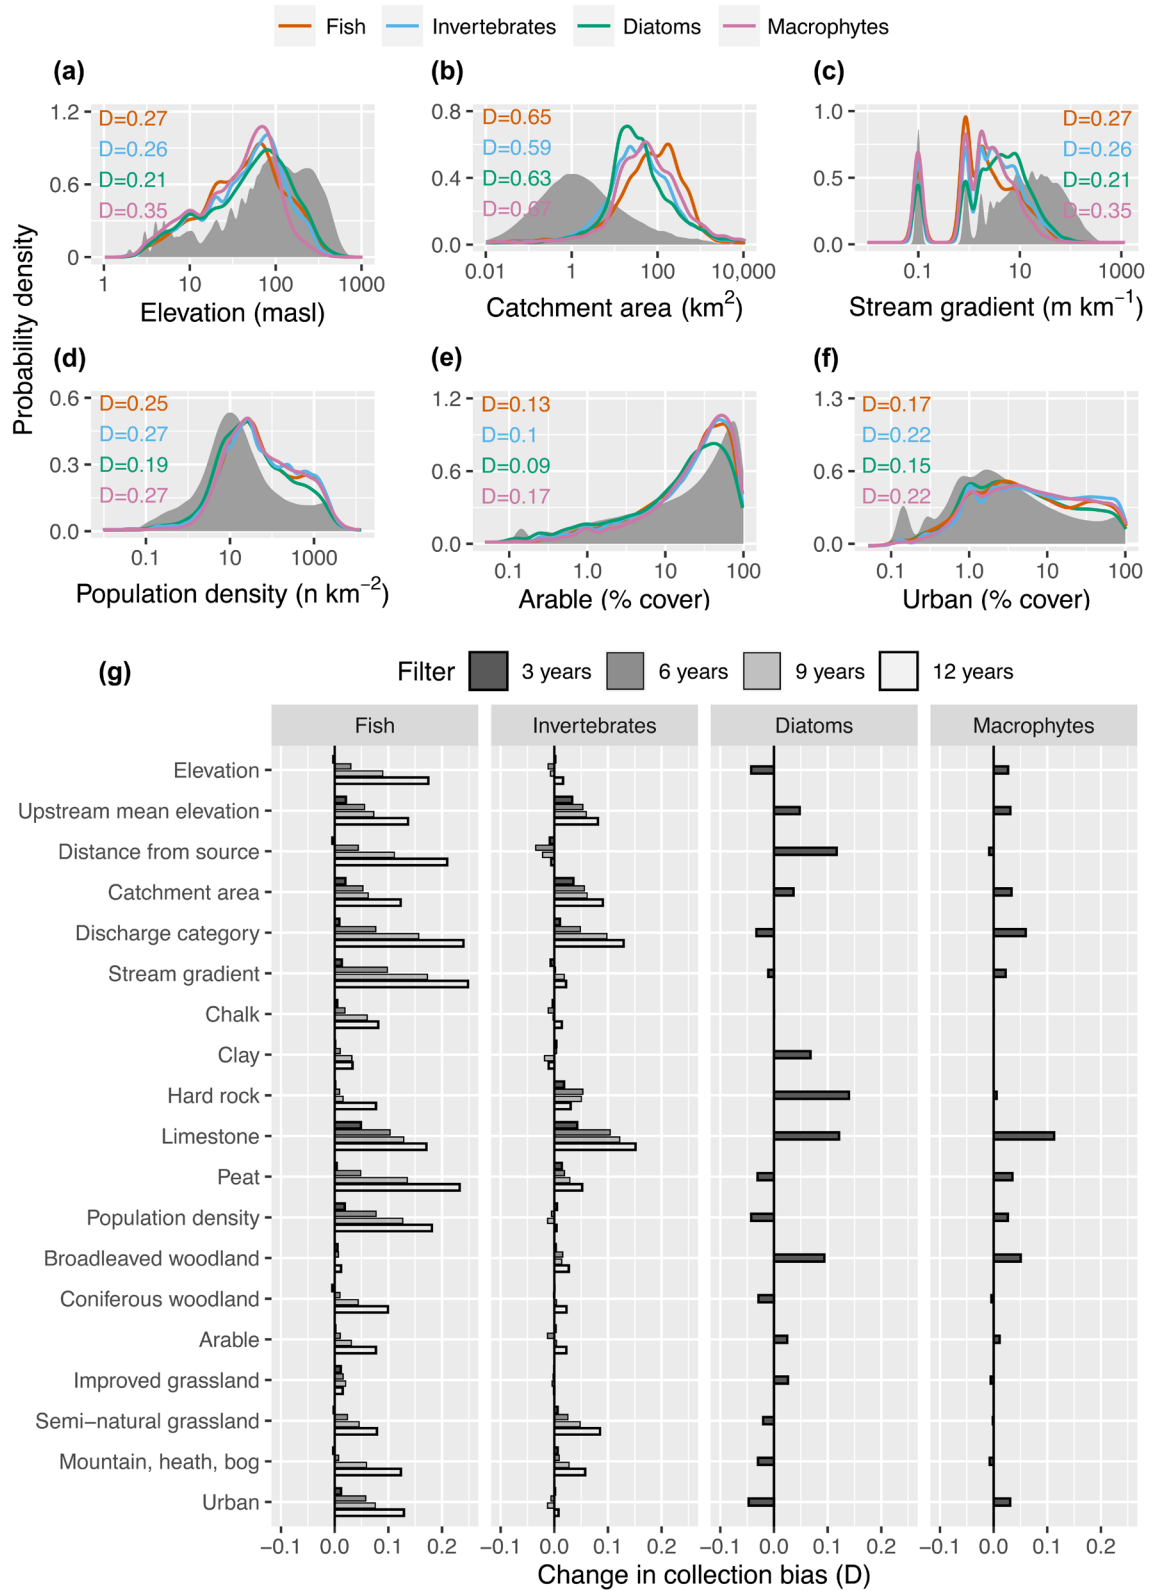 Fish Invertebrates Diatoms Macrophytes
(a) (b) (c)
Probability density
1.2
0.6
0
D=0.27
D=0.26
D=0.21
D=0.35
1 10 100 1000
Elevation (masl)
0.8
0.4
0.0
D=0.65
D=0.59
D=0.63
D=0.67
0.01 1 100 10,000
Catchment area (km²)
1.0
0.5
0.0
D=0.27
D=0.26
D=0.21
D=0.35
0.1 10 1000
Stream gradient (m km⁻¹)
(d) (e) (f)
0.6
0.3
0.0
D=0.25
D=0.27
D=0.19
D=0.27
0.1 10 1000
Population density (n km⁻²)
1.2
0.6
0.0
D=0.13
D=0.1
D=0.09
D=0.17
0.1 1.0 10 100
Arable (% cover)
1.3
0.6
0.0
D=0.17
D=0.22
D=0.15
D=0.22
0.1 1.0 10 100
Urban (% cover)
(g)
Filter 3 years 6 years 9 years 12 years
Fish Invertebrates Diatoms Macrophytes
Elevation
Upstream mean elevation
Distance from source
Catchment area
Discharge category
Stream gradient
Chalk
Clay
Hard rock
Limestone
Peat
Population density
Broadleaved woodland
Coniferous woodland
Arable
Improved grassland
Semi−natural grassland
Mountain, heath, bog
Urban
−0.1 0.0 0.1 0.2 −0.1 0.0 0.1 0.2 −0.1 0.0 0.1 0.2 −0.1 0.0 0.1 0.2
Change in collection bias (D)